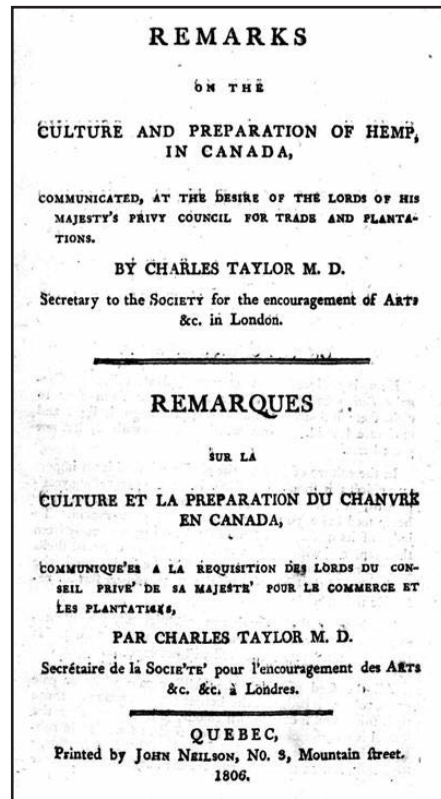 REMARKS
ON THE
CULTURE AND PREPARATION OF HEMP,
IN CANADA,
COMMUNICATED, AT THE DESIRE OF THE LORDS OF HIS
MAJESTY'S PRIVY COUNCIL FOR TRADE AND PLANTA-
TIONS.
BY CHARLES TAYLOR M. D.
Secretary to the SOCIETY for the encouragement of ARTS
&c. in London.
REMARQUES
SUR LA
CULTURE ET LA PREPARATION DU CHANVRE
EN CANADA,
COMMUNIQUE'ES A LA REQUISITION DES LORDS DU CON-
SEIL PRIVE' DE SA MAJESTE' POUR LE COMMERCE ET
LES
PAR CHARLES TAYLOR M. D.
Secrétaire de la SOCIE'TE' pour l'encouragement des ARTS
&c. &c. à Londres.
QUEBEC,
Printed by JOHN NEILSON, NO. 3, Mountain ſtreet.
1806.